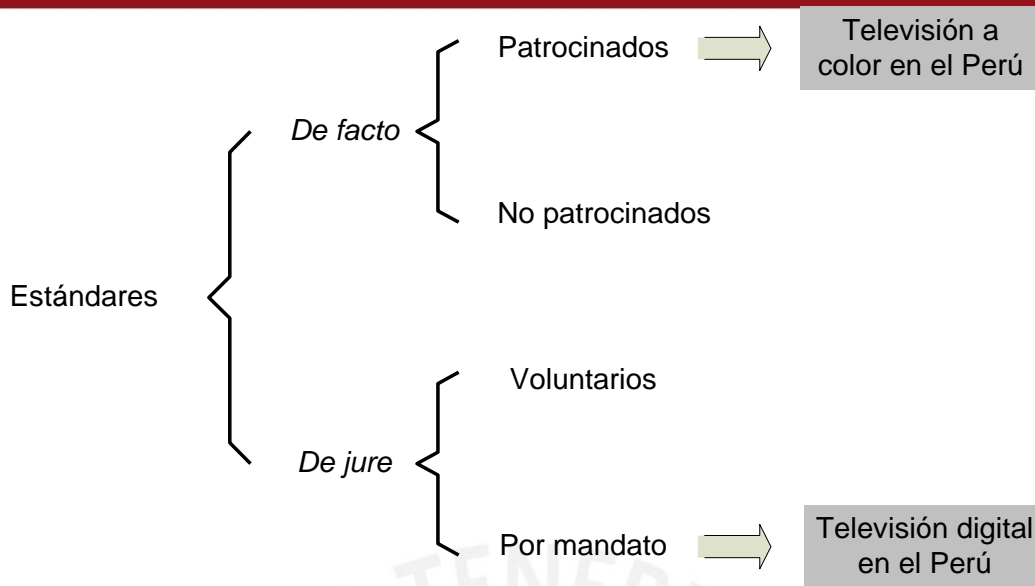 Patrocinados
Televisión a
color en el Perú
De facto
No patrocinados
Estándares
Voluntarios
De jure
Por mandato
Televisión digital
en el Perú